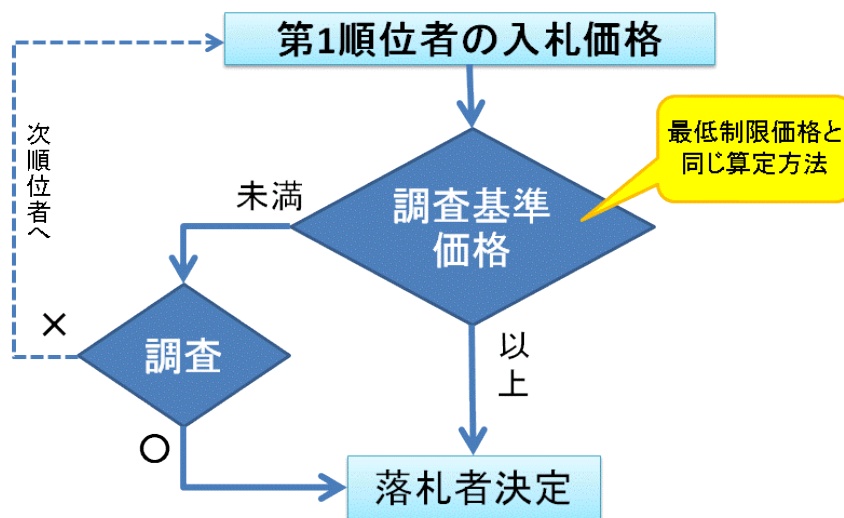 第1順位者の入札価格
最低制限価格と
同じ算定方法
次順位者へ
未満
調査基準
価格
×
調査
以上
〇
落札者決定